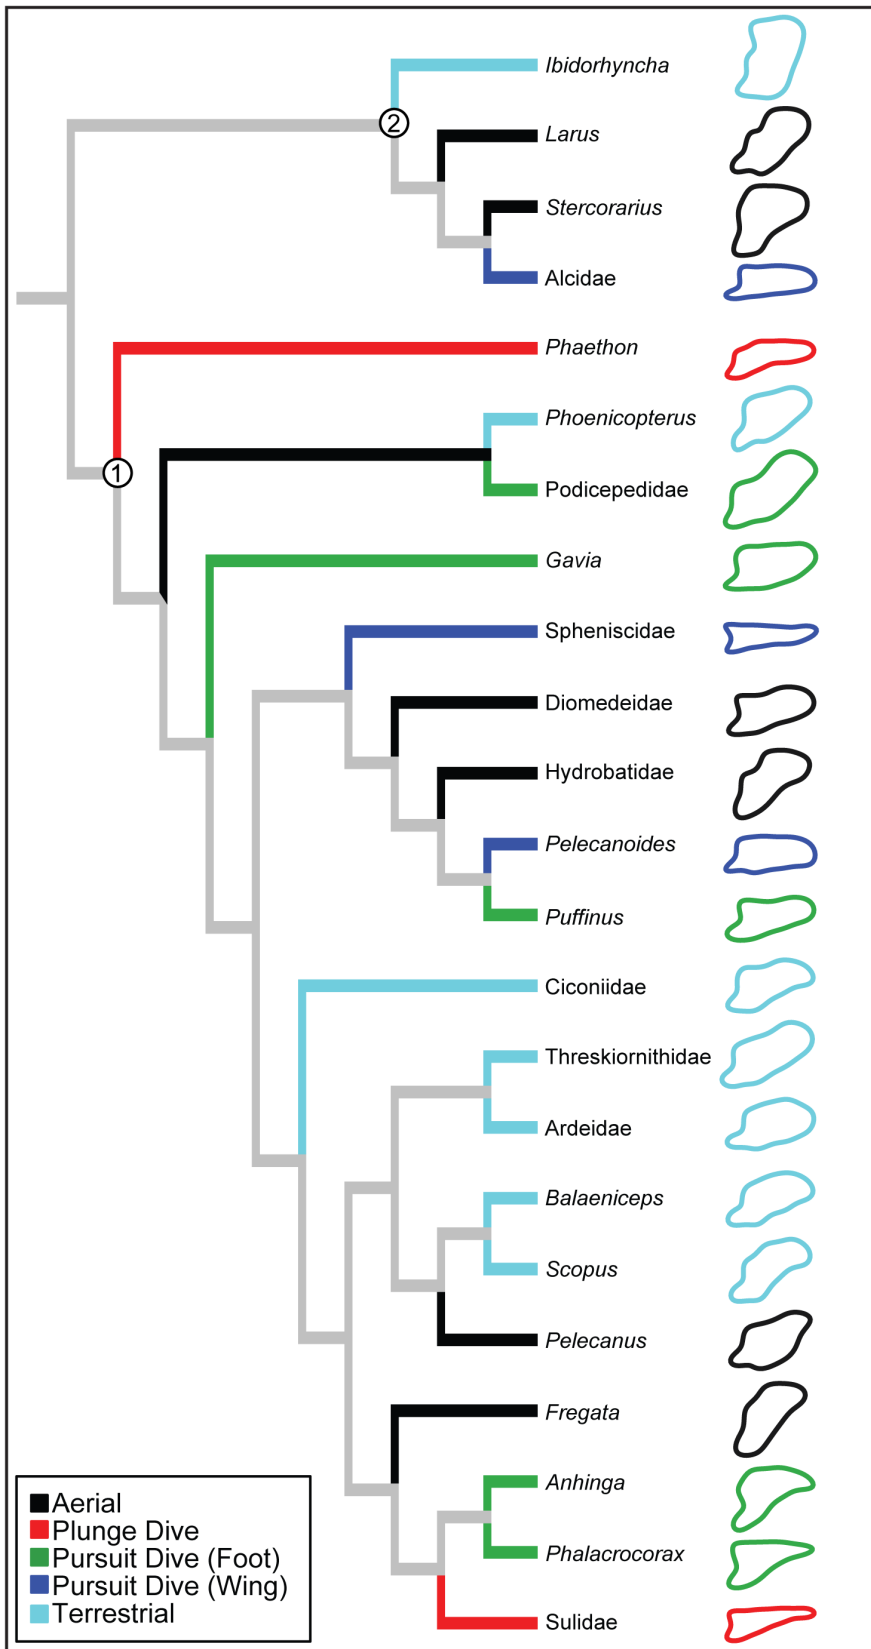 Ibidorhyncha
2
Larus
Stercorarius
Alcidae
Phaethon
Phoenicopterus
1
Podicepedidae
Gavia
Spheniscidae
Diomedeidae
Hydrobatidae
Pelecanoides
Puffinus
Ciconiidae
Threskiornithidae
Ardeidae
Balaeniceps
Scopus
Pelecanus
Fregata
Anhinga
Phalacrocorax
Sulidae
Aerial
Plunge Dive
Pursuit Dive (Foot)
Pursuit Dive (Wing)
Terrestrial